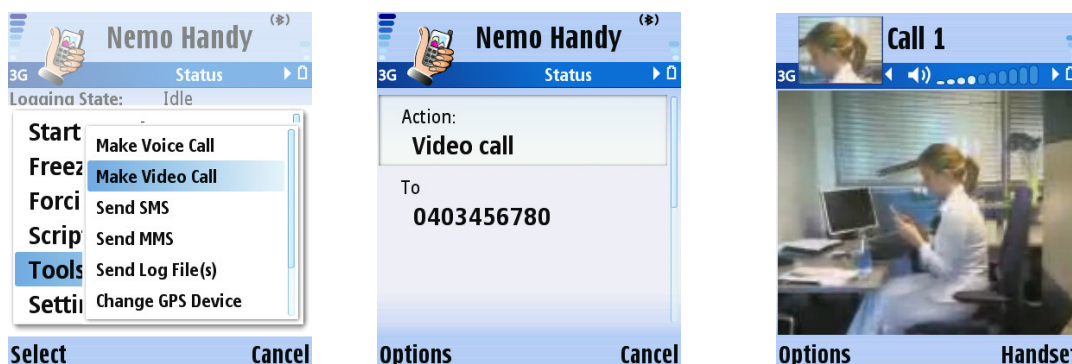 Nemo Handy
3G
Status
Logging State: Idle
Start
Make Voice Call
Make Video Call
Send SMS
Send MMS
Send Log File(s)
Change GPS Device
Freez
Forci
Scrip
Tools
Settin
Select
Cancel
Nemo Handy
3G
Status
Action:
Video call
To
0403456780
Options
Cancel
Call 1
3G
Options
Handset